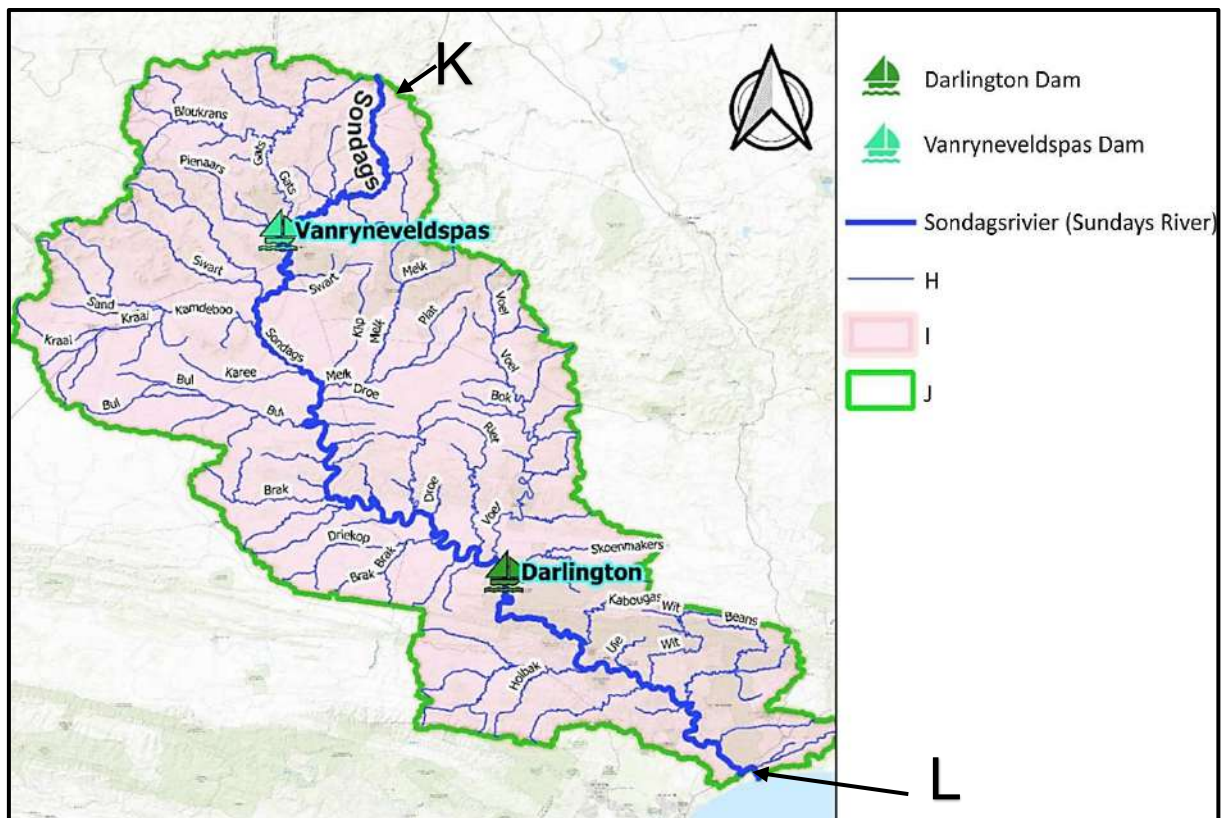 K
Sondags
Bloukrans
Gats
Pienaars
Gats
Vanryneveldspas
Swart
Swart
Melk
Sand
Kraai
Kamdeboo
Klip
Melk
Plat
Voel
Kraai
Sondags
Voel
Karee
Melk
Bul
Droe
Bok
Bul
Bul
Riet
Brak
Droe
Voel
Driekop
Brak
Brak
Skoenmakers
Darlington
Kabougas
Wit
Beans
Uie
Wit
Holbak
L
Darlington Dam
Vanryneveldspas Dam
Sondagsrivier (Sundays River)
H
I
J